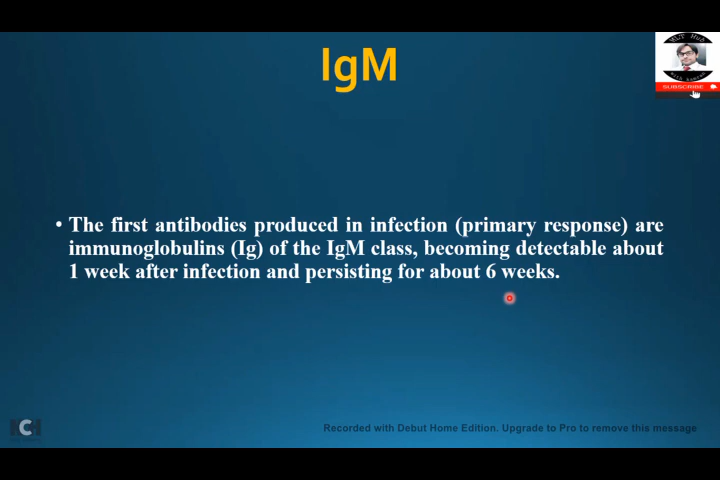 IgM
• The first antibodies produced in infection (primary response) are
immunoglobulins (Ig) of the IgM class, becoming detectable about
1 week after infection and persisting for about 6 weeks.
SUBSCRIBE
Recorded with Debut Home Edition. Upgrade to Pro to remove this message